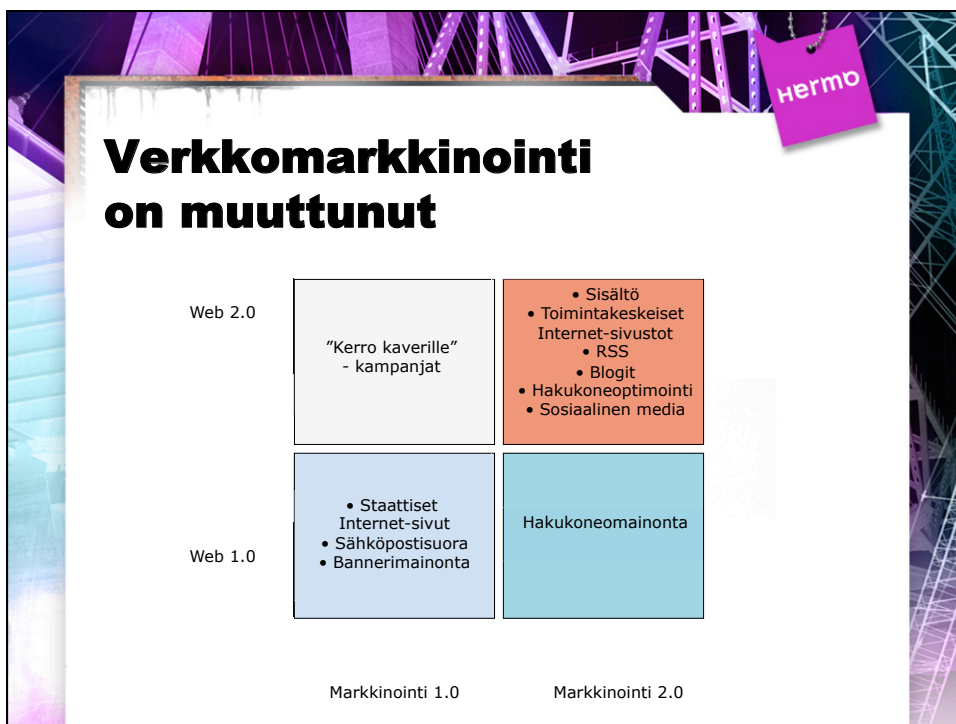 Hermo
Verkkomarkkinointi
on muuttunut
Web 2.0
”Kerro kaverille”
- kampanjat
• Sisältö
• Toimintakeskeiset
Internet-sivustot
• RSS
• Blogit
• Hakukoneoptimointi
• Sosiaalinen media
Web 1.0
• Staattiset
Internet-sivut
• Sähköpostisuora
• Bannerimainonta
Hakukoneomainonta
Markkinointi 1.0
Markkinointi 2.0